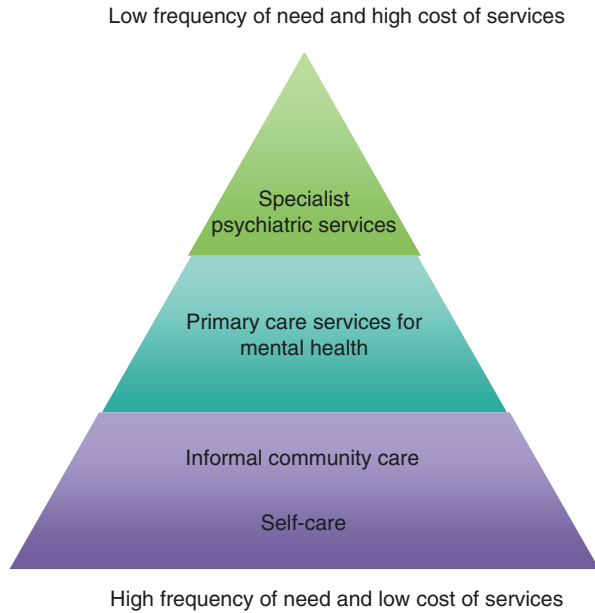 Low frequency of need and high cost of services
Specialist
psychiatric services
Primary care services for
mental health
Informal community care
Self-care
High frequency of need and low cost of services